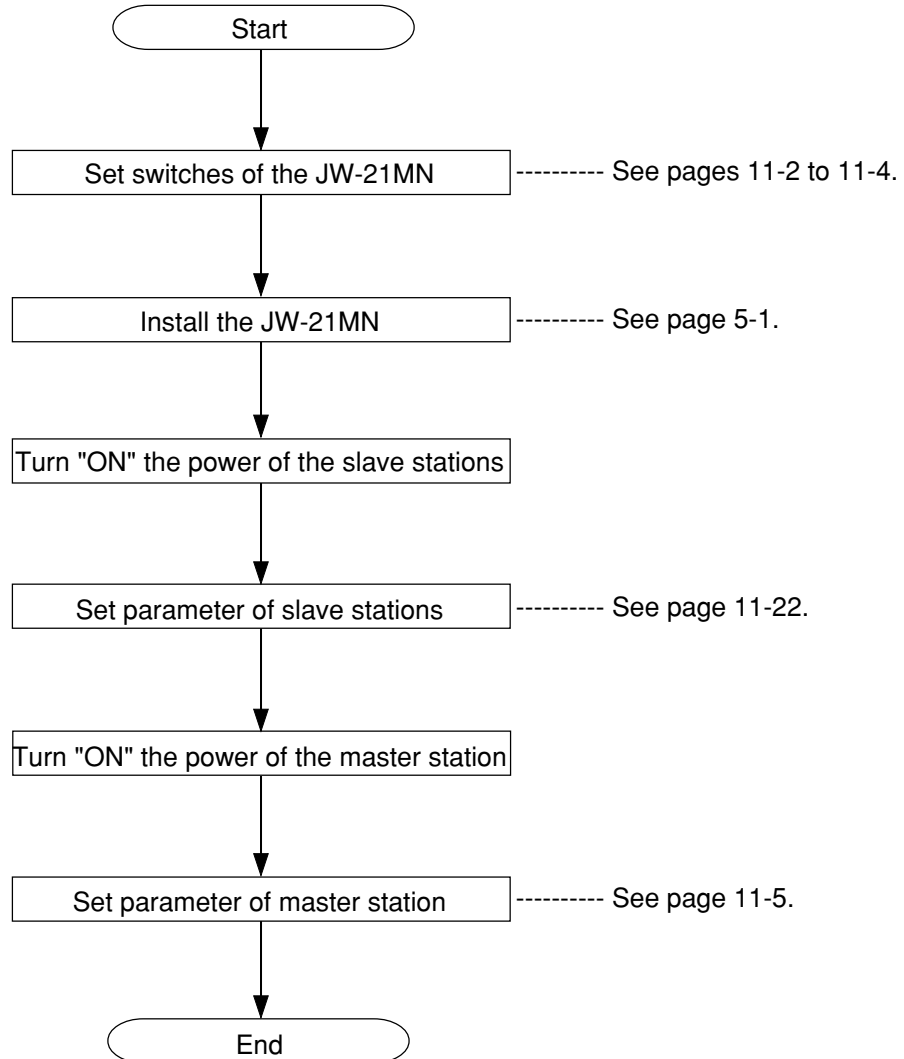 Start
Set switches of the JW-21MN ---------- See pages 11-2 to 11-4.
Install the JW-21MN ---------- See page 5-1.
Turn "ON" the power of the slave stations
Set parameter of slave stations ---------- See page 11-22.
Turn "ON" the power of the master station
Set parameter of master station ---------- See page 11-5.
End